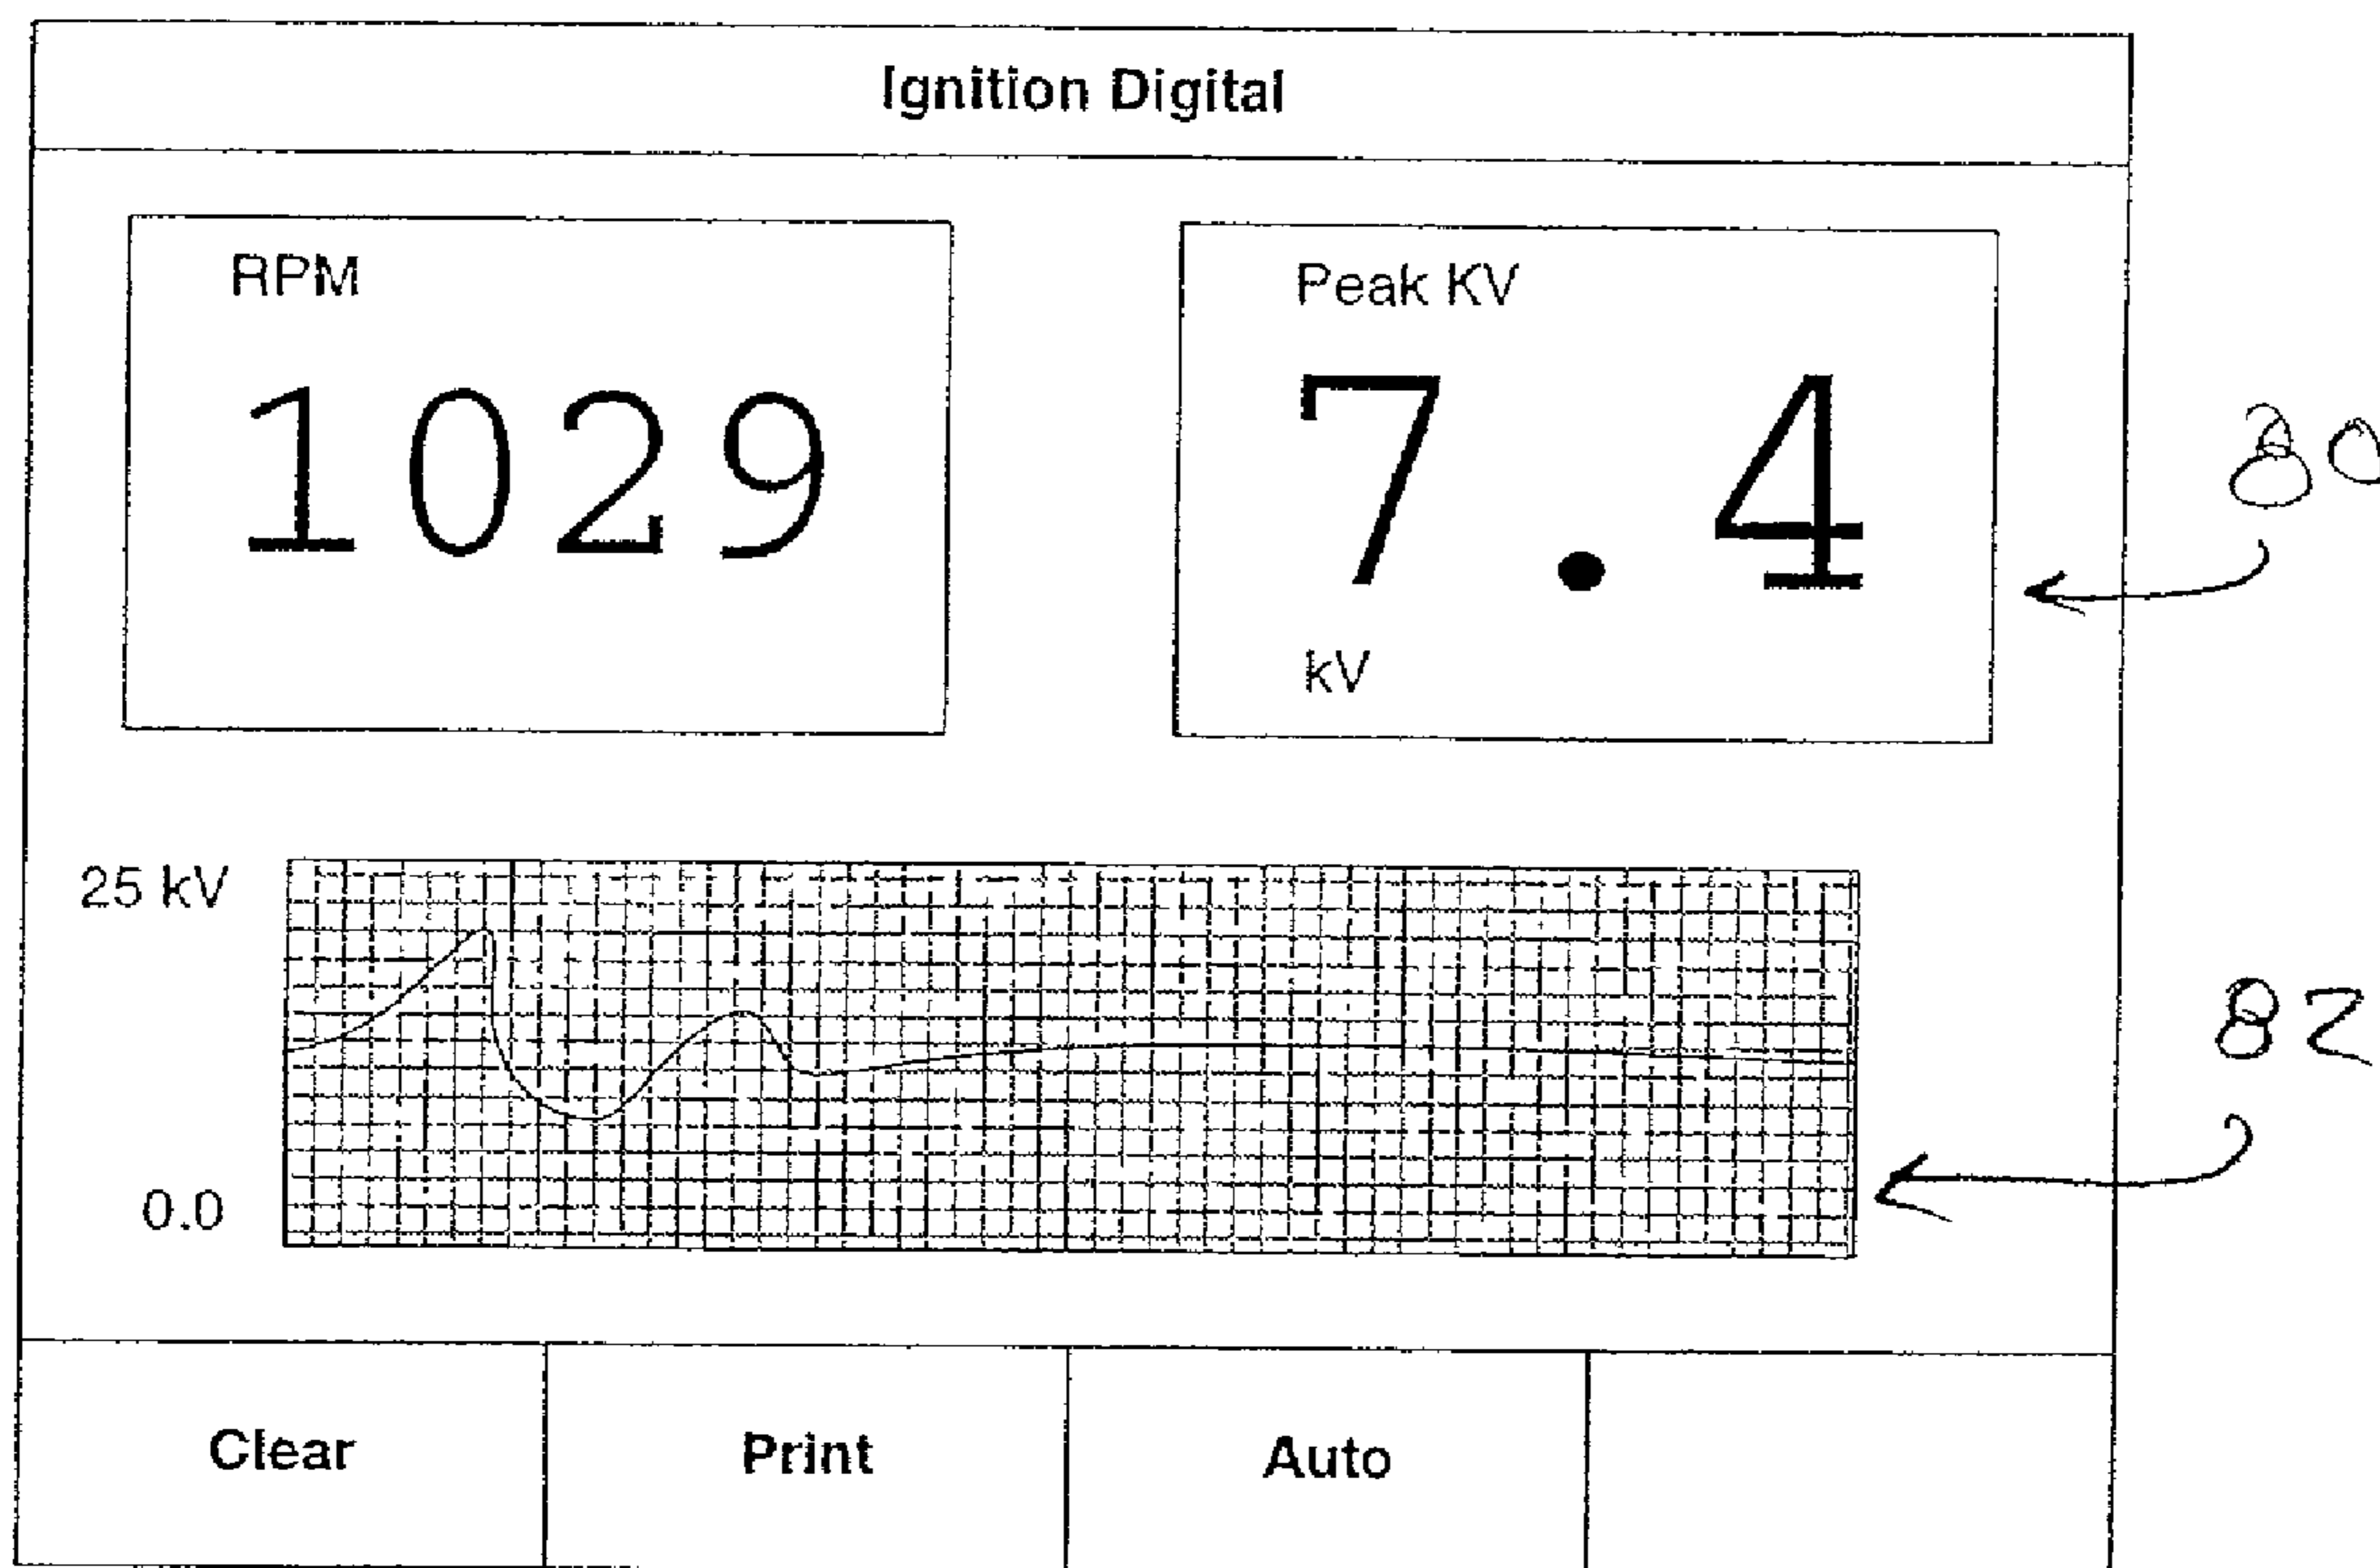 Ignition Digital
RPM
1029
Peak KV
7.4
kV
80
25 kV
0.0
82
Clear
Print
Auto